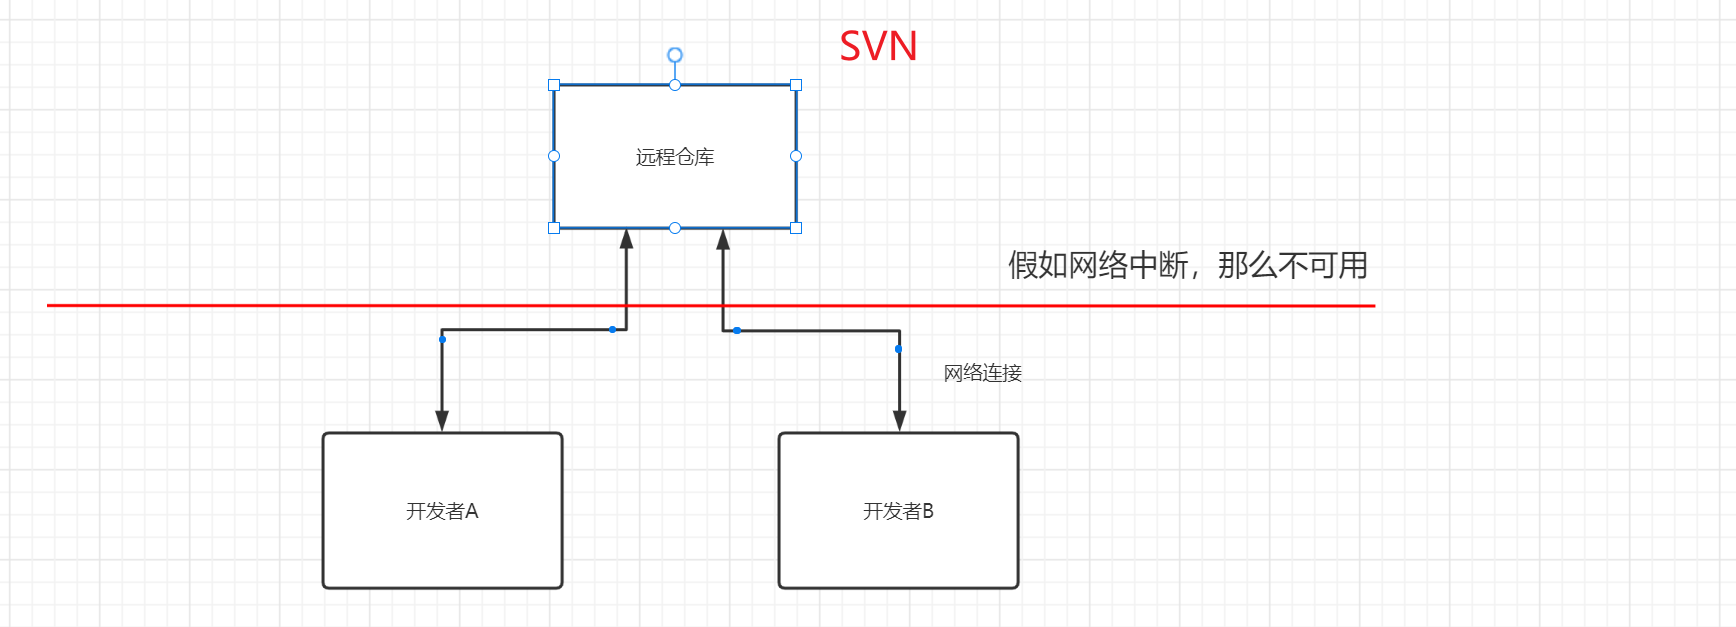 SVN
远程仓库
假如网络中断，那么不可用
网络连接
开发者A
开发者B